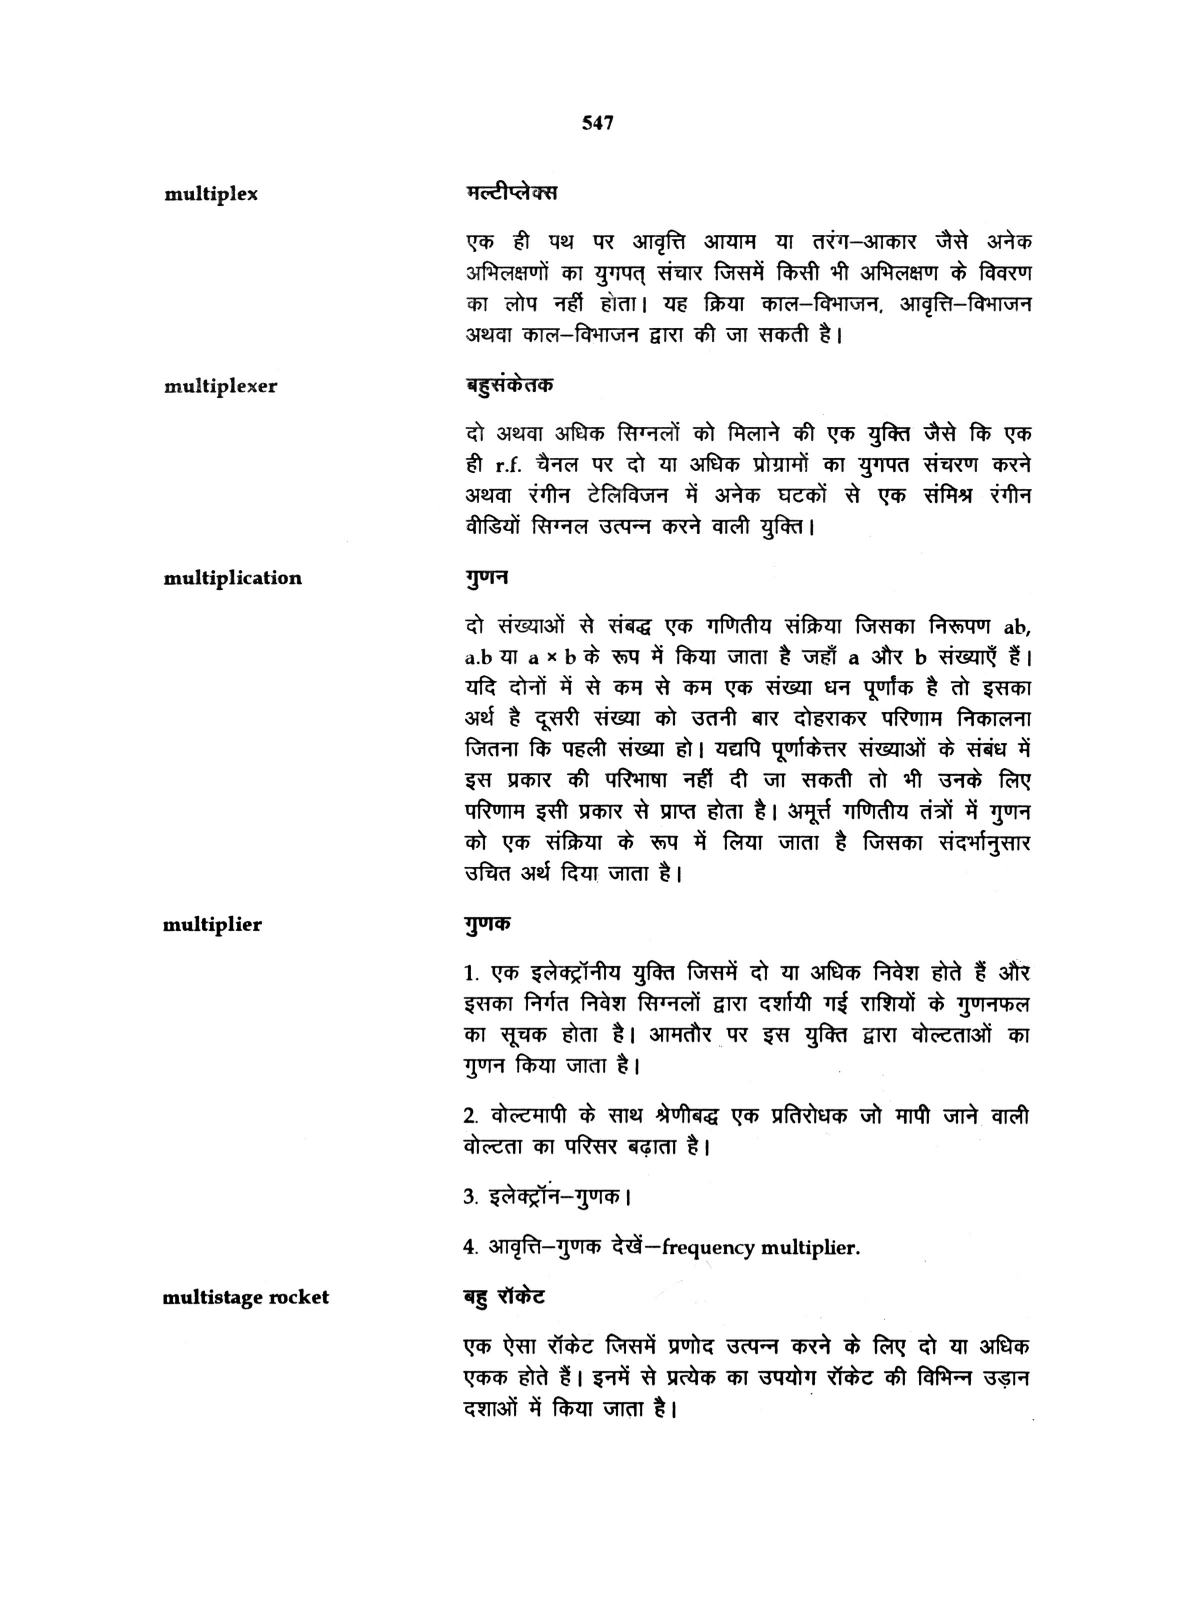 547
multiplex मल्टीप्लेक्स
एक ही पथ पर आवृत्ति आयाम या तरंग–आकार जैसे अनेक
अभिलक्षणों का युगपत् संचार जिसमें किसी भी अभिलक्षण के विवरण
का लोप नहीं होता। यह क्रिया काल–विभाजन, आवृत्ति–विभाजन
अथवा काल–विभाजन द्वारा की जा सकती है।
multiplexer बहुसंकेतक
दो अथवा अधिक सिग्नलों को मिलाने की एक युक्ति जैसे कि एक
ही r.f. चैनल पर दो या अधिक प्रोग्रामों का युगपत संचरण करने
अथवा रंगीन टेलिविजन में अनेक घटकों से एक संमिश्र रंगीन
वीडियों सिग्नल उत्पन्न करने वाली युक्ति।
multiplication गुणन
दो संख्याओं से संबद्ध एक गणितीय संक्रिया जिसका निरूपण ab,
a.b या a × b के रूप में किया जाता है जहाँ a और b संख्याएँ हैं।
यदि दोनों में से कम से कम एक संख्या धन पूर्णांक है तो इसका
अर्थ है दूसरी संख्या को उतनी बार दोहराकर परिणाम निकालना
जितना कि पहली संख्या हो। यद्यपि पूर्णाकेत्तर संख्याओं के संबंध में
इस प्रकार की परिभाषा नहीं दी जा सकती तो भी उनके लिए
परिणाम इसी प्रकार से प्राप्त होता है। अमूर्त्त गणितीय तंत्रों में गुणन
को एक संक्रिया के रूप में लिया जाता है जिसका संदर्भानुसार
उचित अर्थ दिया जाता है।
multiplier गुणक
1. एक इलेक्ट्रॉनीय युक्ति जिसमें दो या अधिक निवेश होते हैं और
इसका निर्गत निवेश सिग्नलों द्वारा दर्शायी गई राशियों के गुणनफल
का सूचक होता है। आमतौर पर इस युक्ति द्वारा वोल्टताओं का
गुणन किया जाता है।
2. वोल्टमापी के साथ श्रेणीबद्ध एक प्रतिरोधक जो मापी जाने वाली
वोल्टता का परिसर बढ़ाता है।
3. इलेक्ट्रॉन–गुणक।
4. आवृत्ति–गुणक देखें–frequency multiplier.
multistage rocket बहु रॉकेट
एक ऐसा रॉकेट जिसमें प्रणोद उत्पन्न करने के लिए दो या अधिक
एकक होते हैं। इनमें से प्रत्येक का उपयोग रॉकेट की विभिन्न उड़ान
दशाओं में किया जाता है।